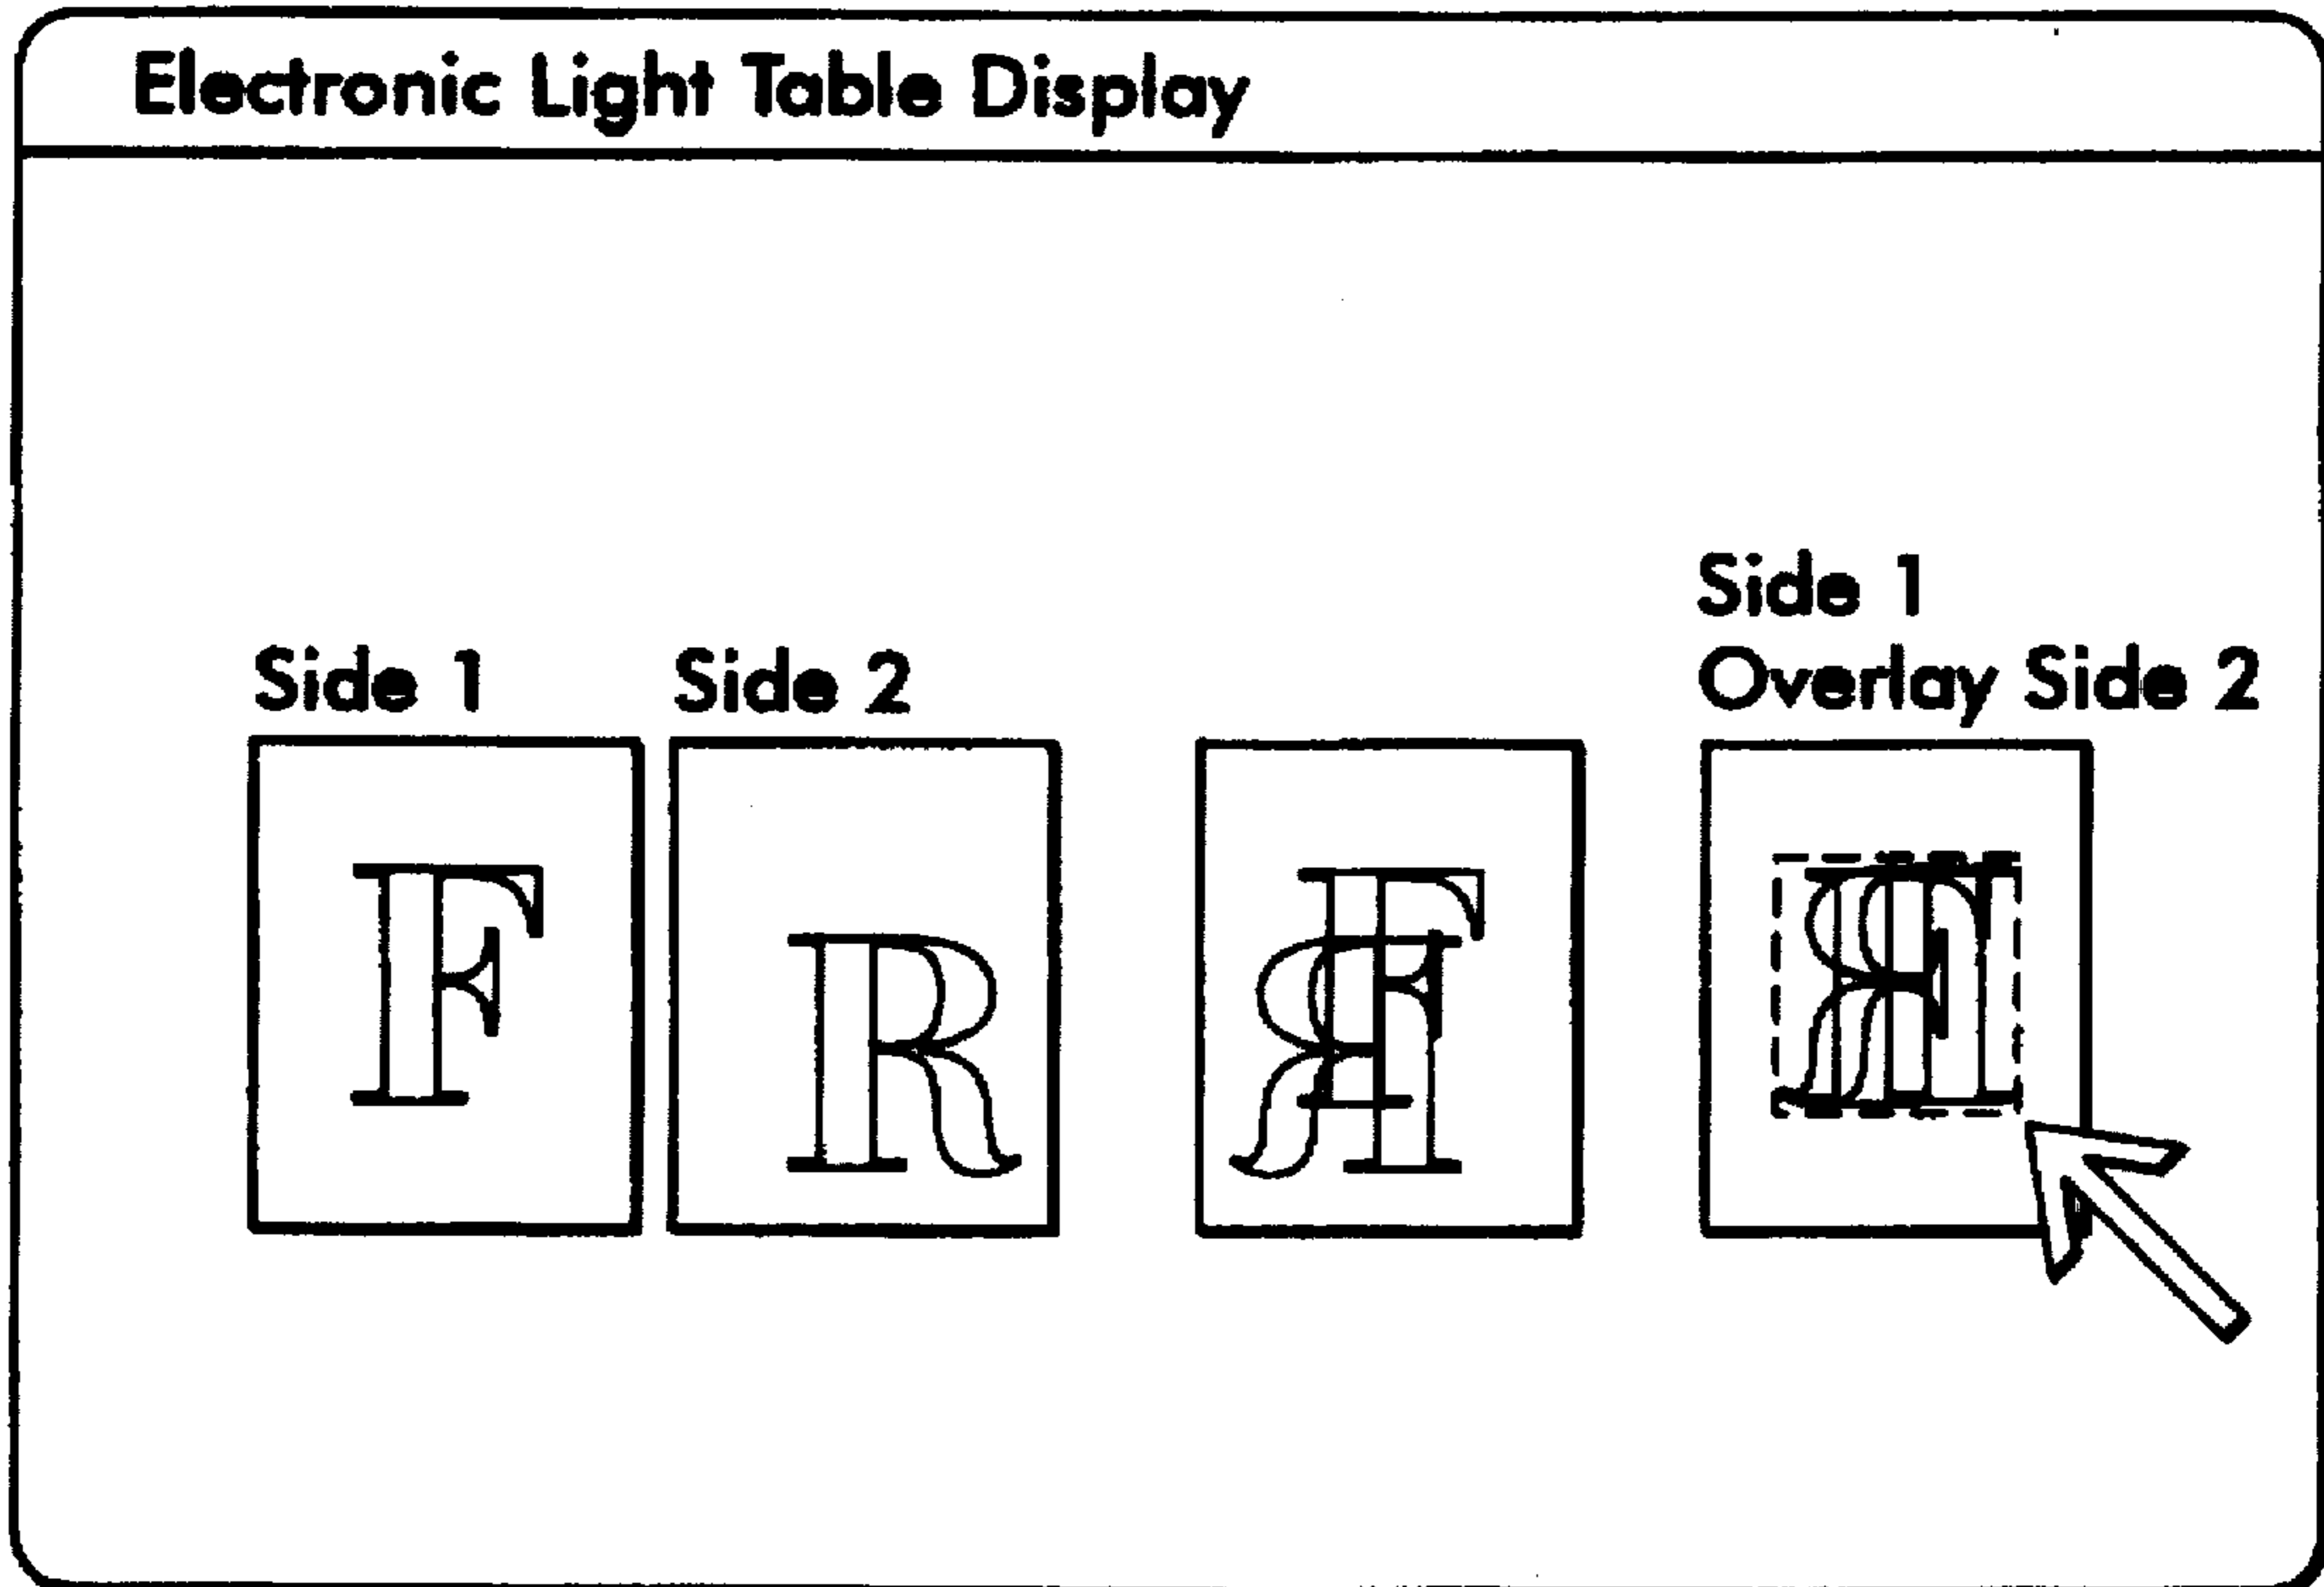 Electronic Light Table Display
Side 1
Overlay Side 2
Side 1
Side 2
F
R